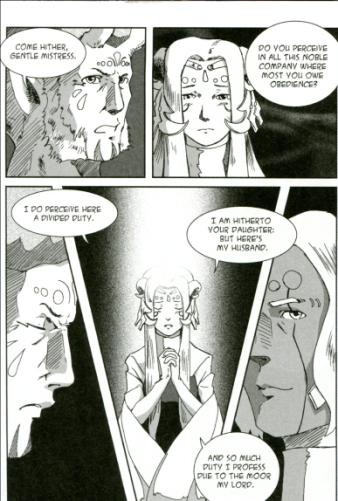 COME HITHER,
GENTLE MISTRESS.
DO YOU PERCEIVE
IN ALL THIS NOBLE
COMPANY WHERE
MOST YOU OWE
OBEDIENCE?
I DO PERCEIVE HERE
A DIVIDED DUTY.
I AM HITHERTO
YOUR DAUGHTER:
BUT HERE'S
MY HUSBAND.
AND SO MUCH
DUTY I PROFESS
DUE TO THE MOOR
MY LORD.